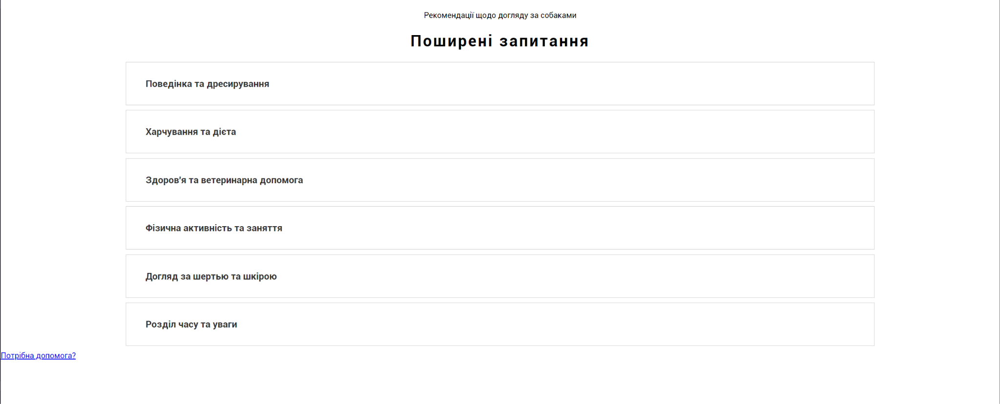 Рекомендації щодо догляду за собаками
Поширені запитання
Поведінка та дресирування
Харчування та дієта
Здоров'я та ветеринарна допомога
Фізична активність та заняття
Догляд за шертью та шкірою
Розділ часу та уваги
Потрібна допомога?